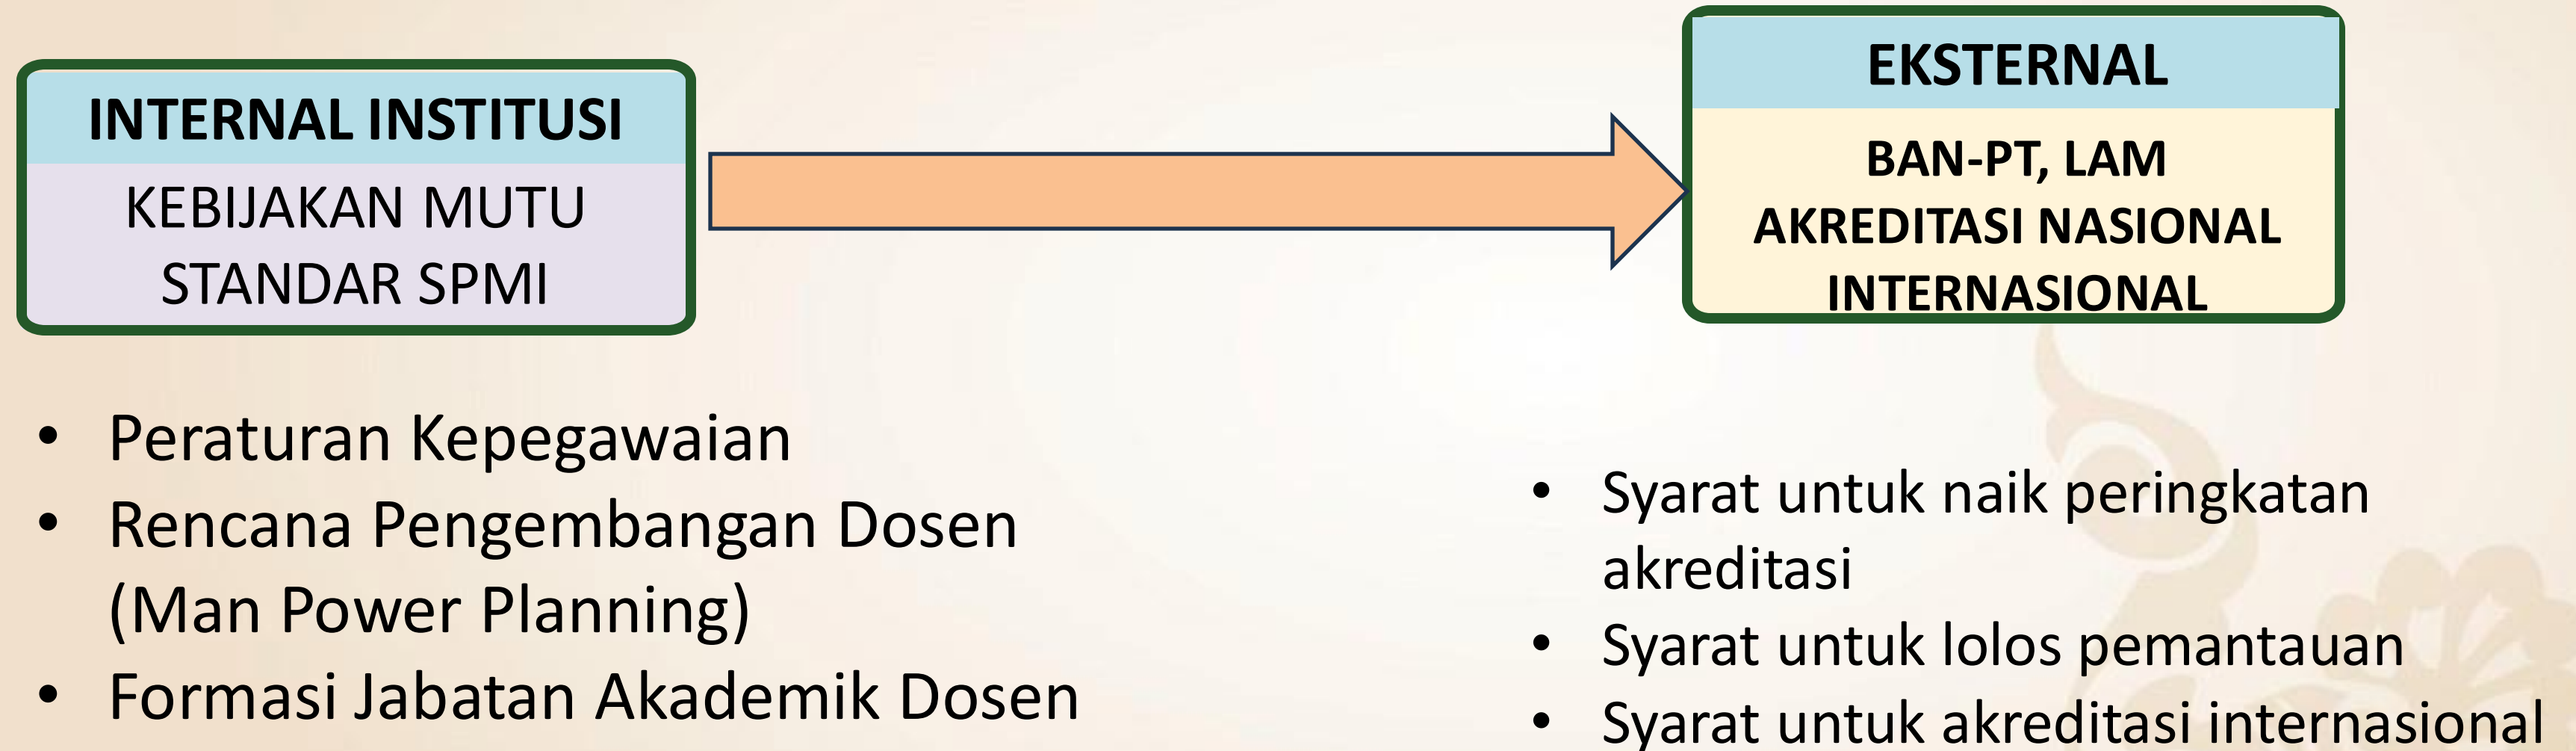 INTERNAL INSTITUSI
KEBIJAKAN MUTU
STANDAR SPMI
EKSTERNAL
BAN-PT, LAM
AKREDITASI NASIONAL
INTERNASIONAL
• Peraturan Kepegawaian
• Rencana Pengembangan Dosen
(Man Power Planning)
• Formasi Jabatan Akademik Dosen
• Syarat untuk naik peringkatan
akreditasi
• Syarat untuk lolos pemantauan
• Syarat untuk akreditasi internasional